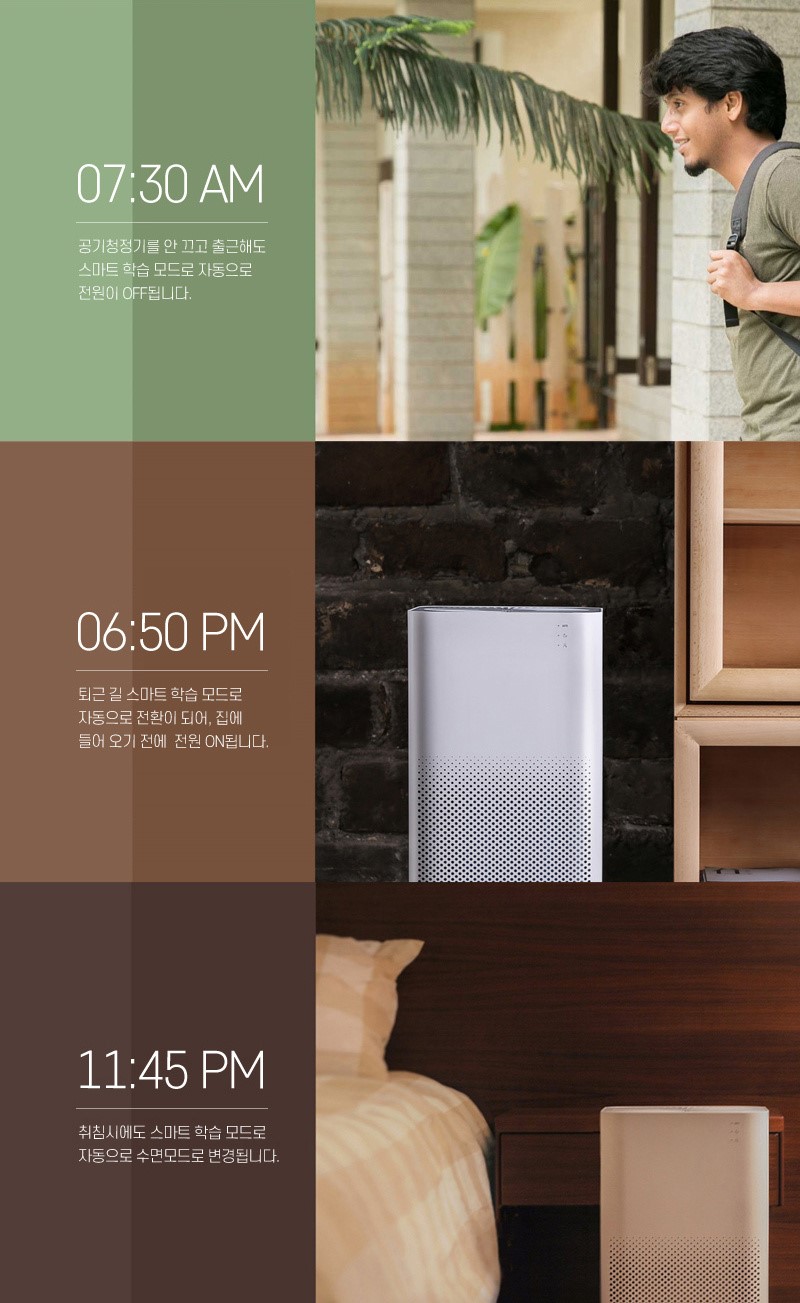 07:30 AM
공기청정기를 안 끄고 출근해도
스마트 학습 모드로 자동으로
전원이 OFF됩니다.
06:50 PM
퇴근 길 스마트 학습 모드로
자동으로 전환이 되어, 집에
들어 오기 전에 전원 ON됩니다.
11:45 PM
취침시에도 스마트 학습 모드로
자동으로 수면모드로 변경됩니다.